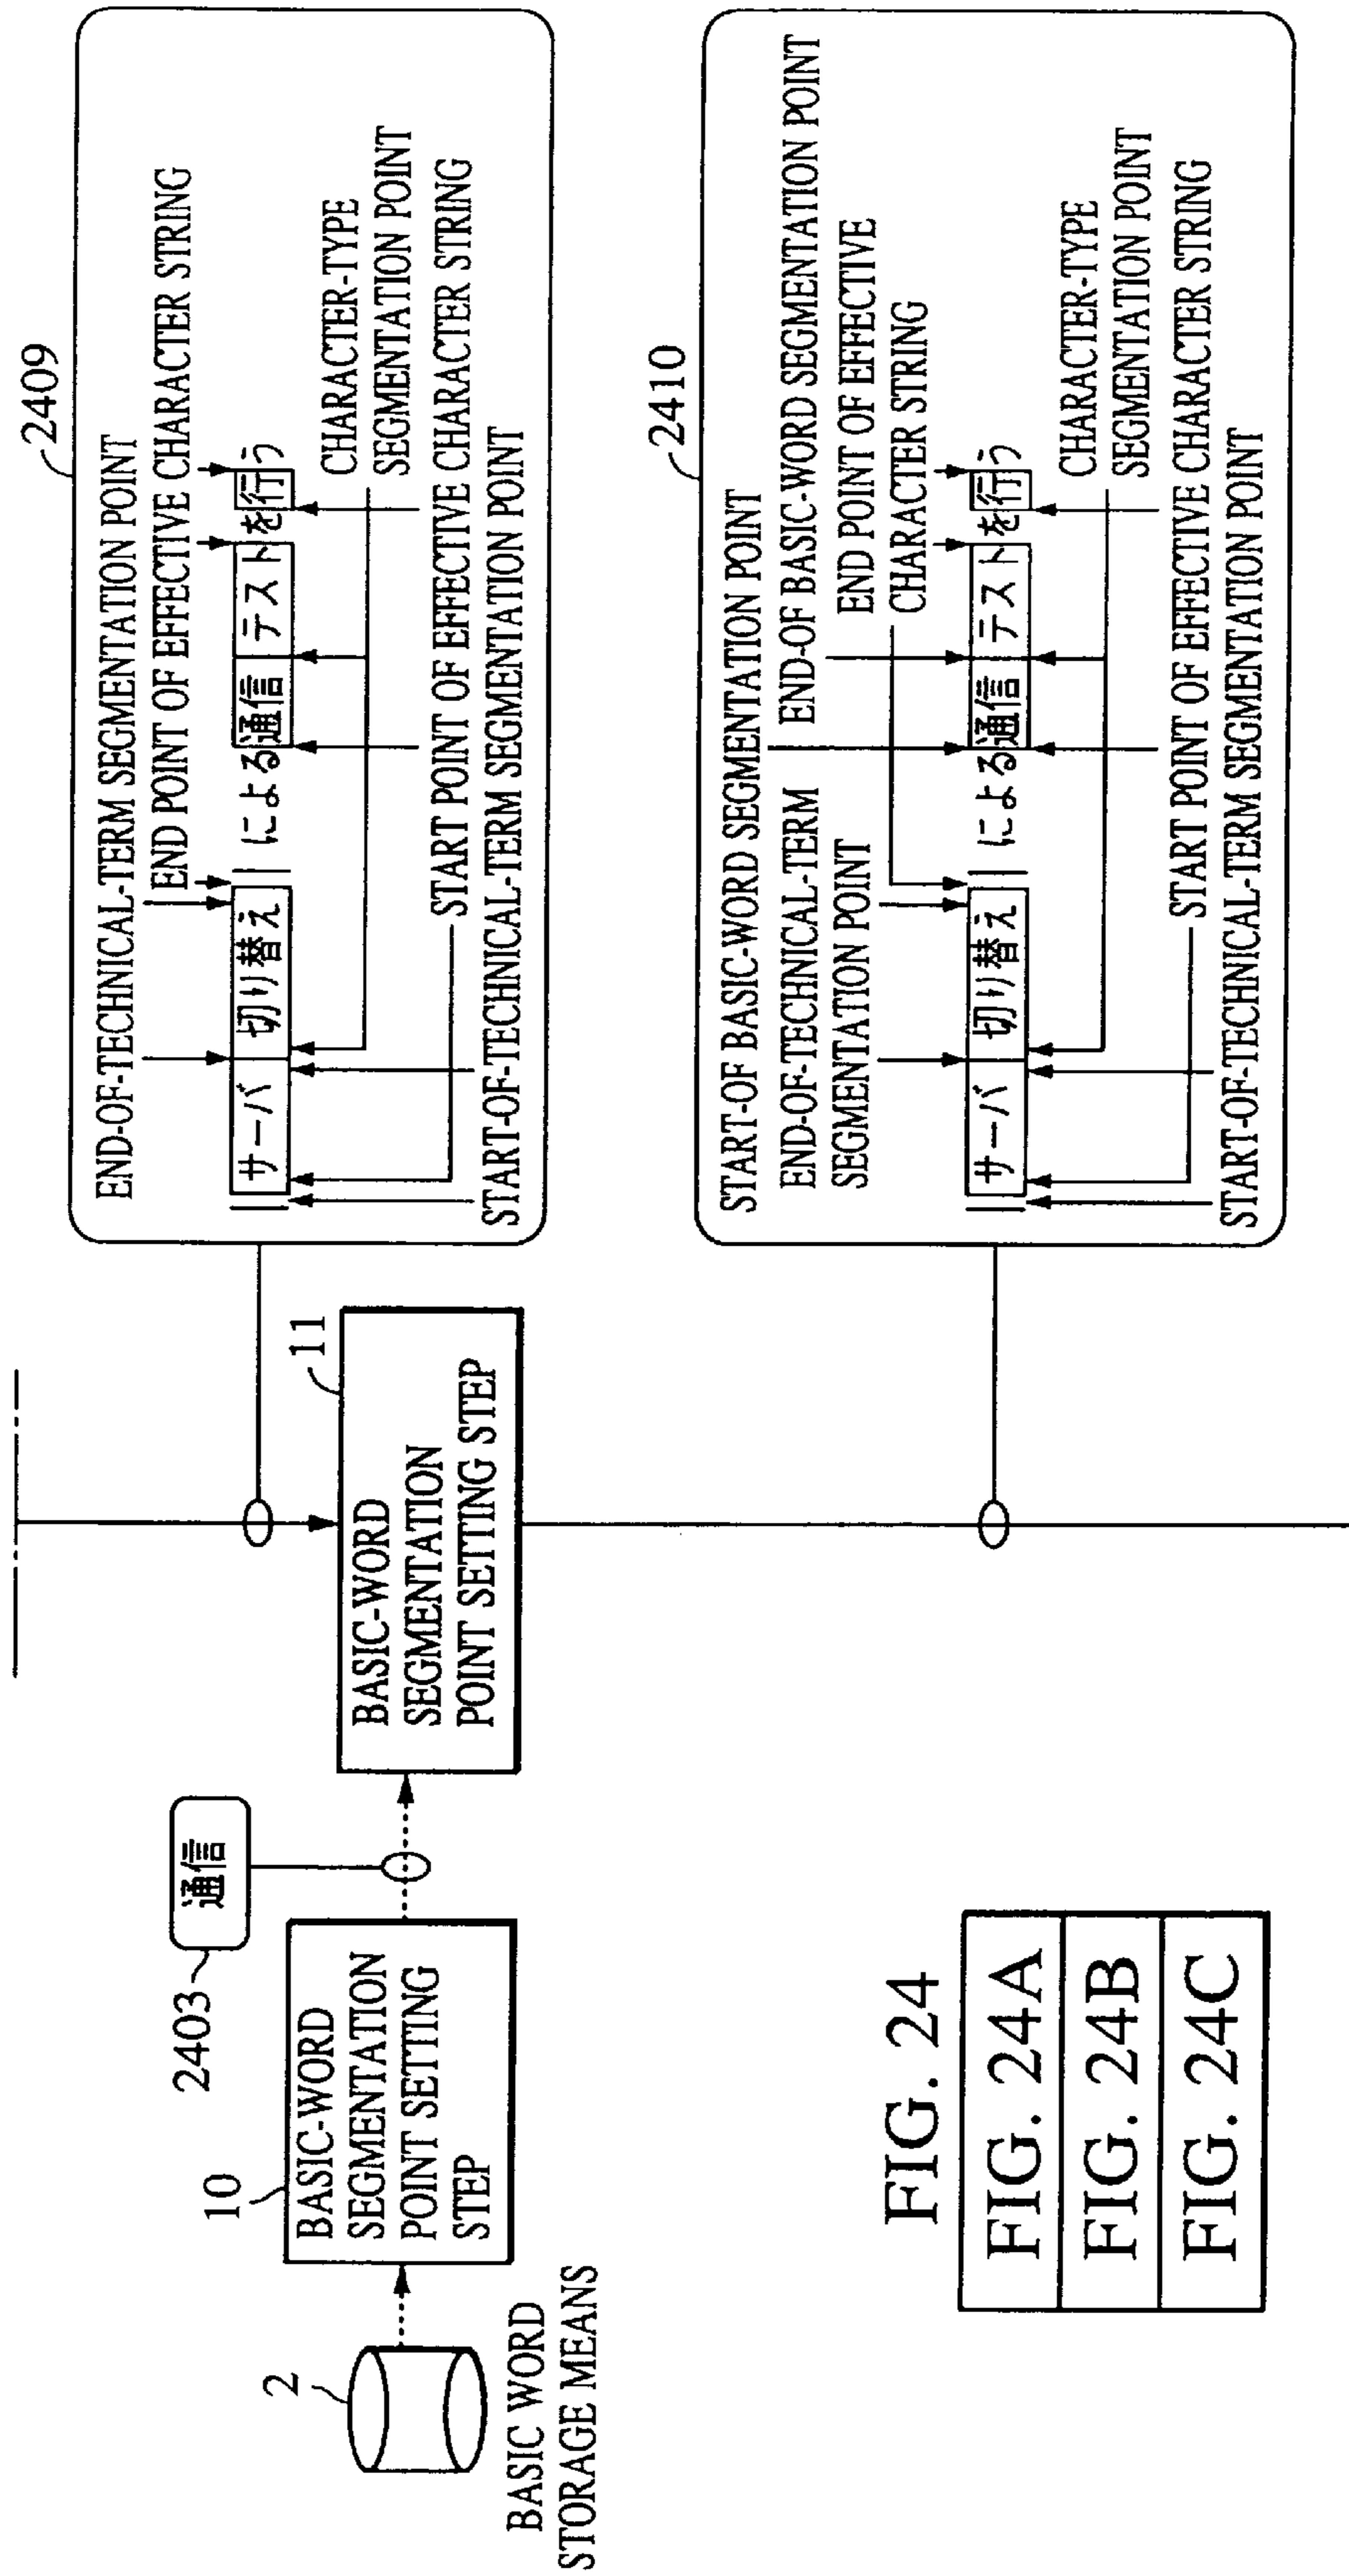 2
BASIC WORD
STORAGE MEANS
10
BASIC-WORD
SEGMENTATION
POINT SETTING
STEP
2403
通信
11
BASIC-WORD
SEGMENTATION
POINT SETTING STEP
2409
END-OF-TECHNICAL-TERM SEGMENTATION POINT
END POINT OF EFFECTIVE CHARACTER STRING
|サーバ切り替え|による通信テストを行う
CHARACTER-TYPE
SEGMENTATION POINT
START POINT OF EFFECTIVE CHARACTER STRING
START-OF-TECHNICAL-TERM SEGMENTATION POINT
2410
START-OF BASIC-WORD SEGMENTATION POINT
END-OF BASIC-WORD SEGMENTATION POINT
END-OF-TECHNICAL-TERM
SEGMENTATION POINT
END POINT OF EFFECTIVE
CHARACTER STRING
|サーバ切り替え|による通信テストを行う
CHARACTER-TYPE
SEGMENTATION POINT
START POINT OF EFFECTIVE CHARACTER STRING
START-OF-TECHNICAL-TERM SEGMENTATION POINT
FIG. 24
FIG. 24A
FIG. 24B
FIG. 24C